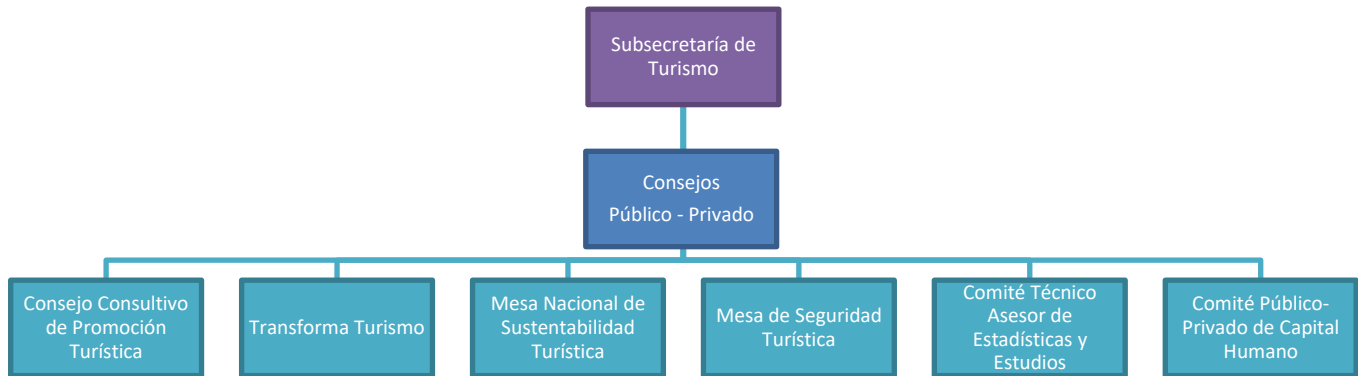 Subsecretaría de
Turismo
Consejos
Público - Privado
Consejo Consultivo
de Promoción
Turística
Transforma Turismo
Mesa Nacional de
Sustentabilidad
Turística
Mesa de Seguridad
Turística
Comité Técnico
Asesor de
Estadísticas y
Estudios
Comité Público-
Privado de Capital
Humano